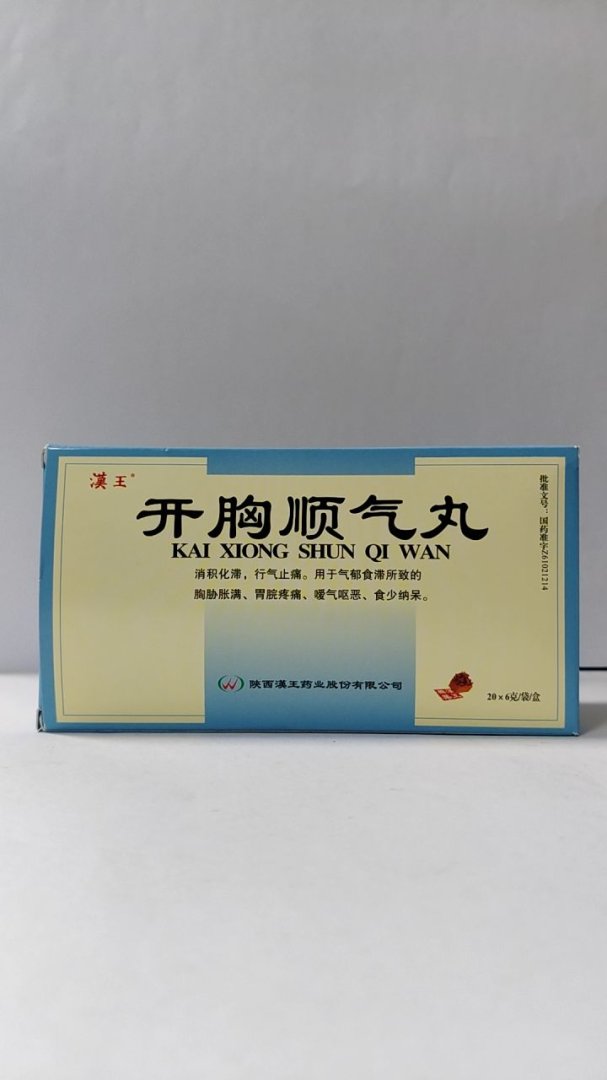 漢王®
开胸顺气丸
KAI XIONG SHUN QI WAN
消积化滞，行气止痛。用于气郁食滞所致的
胸胁胀满、胃脘疼痛、嗳气呕恶、食少纳呆。
陕西漢王药业股份有限公司
20×6克/袋/盒
批准文号：国药准字Z61021214